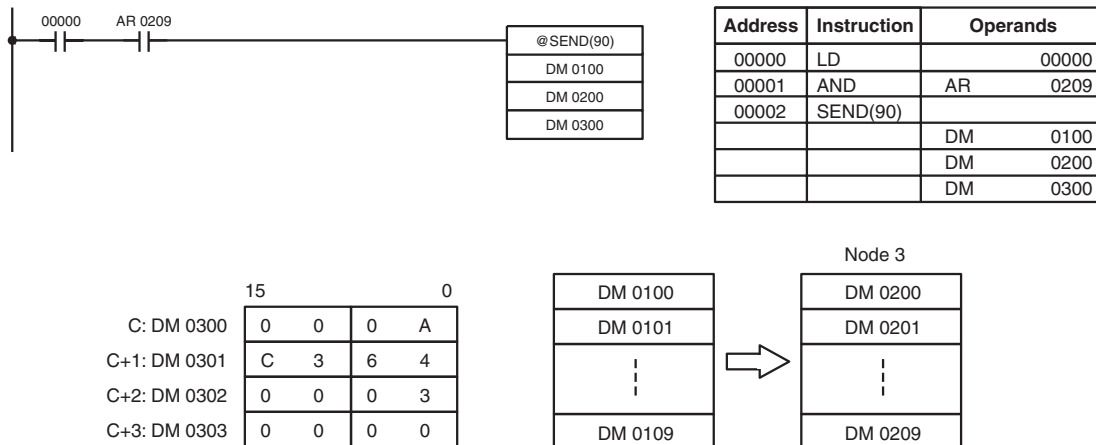 00000 AR 0209
@SEND(90)
DM 0100
DM 0200
DM 0300
Address Instruction Operands
00000 LD 00000
00001 AND AR 0209
00002 SEND(90)
DM 0100
DM 0200
DM 0300
15 0
C: DM 0300 0 0 0 A
C+1: DM 0301 C 3 6 4
C+2: DM 0302 0 0 0 3
C+3: DM 0303 0 0 0 0
DM 0100
DM 0101
DM 0109
Node 3
DM 0200
DM 0201
DM 0209